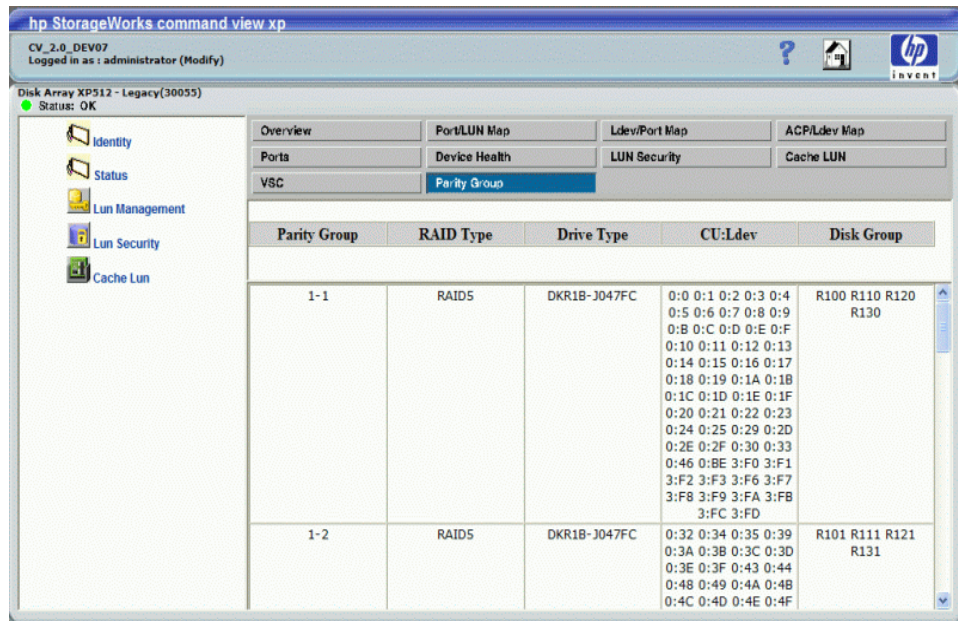 hp StorageWorks command view xp
CV_2.0_DEV07
Logged in as : administrator (Modify)
?
hp
invent
Disk Array XP512 - Legacy(30055)
Status: OK
Identity
Status
Lun Management
Lun Security
Cache Lun
Overview Port/LUN Map Ldev/Port Map ACP/Ldev Map
Ports Device Health LUN Security Cache LUN
VSC Parity Group
Parity Group RAID Type Drive Type CU:Ldev Disk Group
1-1 RAID5 DKR1B-J047FC 0:0 0:1 0:2 0:3 0:4 R100 R110 R120
0:5 0:6 0:7 0:8 0:9 R130
0:B 0:C 0:D 0:E 0:F
0:10 0:11 0:12 0:13
0:14 0:15 0:16 0:17
0:18 0:19 0:1A 0:1B
0:1C 0:1D 0:1E 0:1F
0:20 0:21 0:22 0:23
0:24 0:25 0:29 0:2D
0:2E 0:2F 0:30 0:33
0:46 0:BE 3:F0 3:F1
3:F2 3:F3 3:F6 3:F7
3:F8 3:F9 3:FA 3:FB
3:FC 3:FD
1-2 RAID5 DKR1B-J047FC 0:32 0:34 0:35 0:39 R101 R111 R121
0:3A 0:3B 0:3C 0:3D R131
0:3E 0:3F 0:43 0:44
0:48 0:49 0:4A 0:4B
0:4C 0:4D 0:4E 0:4F